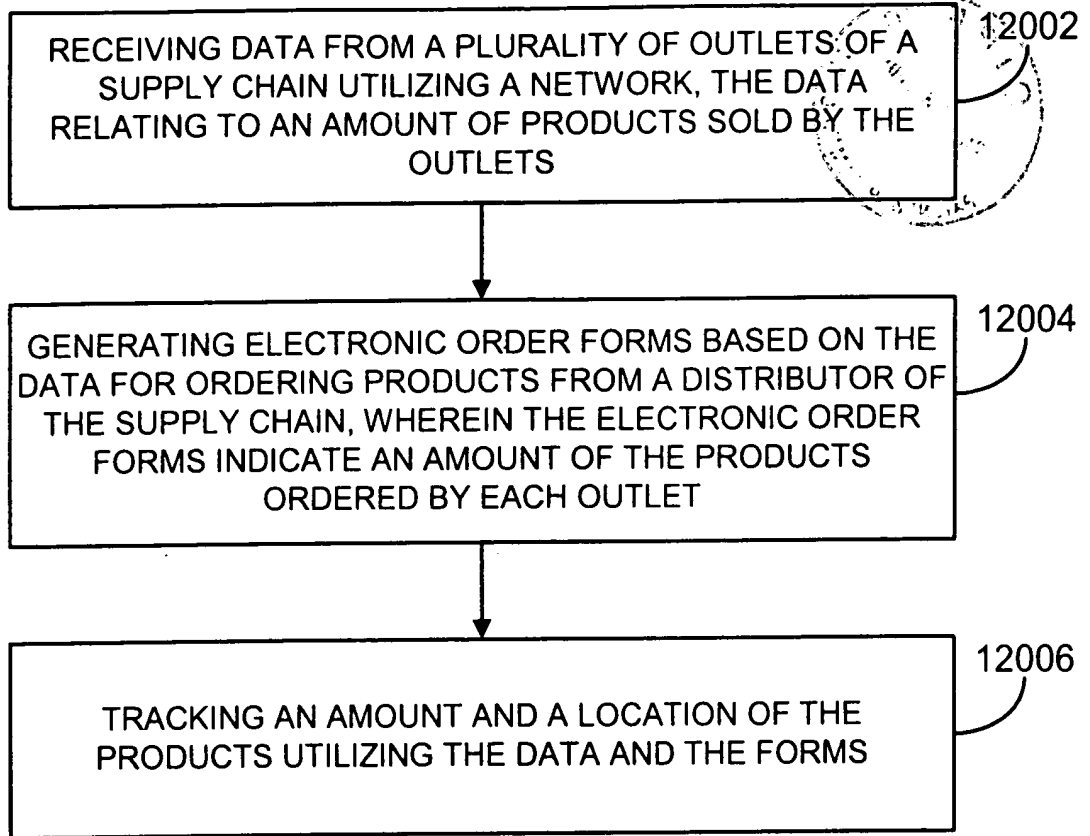 RECEIVING DATA FROM A PLURALITY OF OUTLETS OF A
SUPPLY CHAIN UTILIZING A NETWORK, THE DATA
RELATING TO AN AMOUNT OF PRODUCTS SOLD BY THE
OUTLETS
12002
GENERATING ELECTRONIC ORDER FORMS BASED ON THE
DATA FOR ORDERING PRODUCTS FROM A DISTRIBUTOR OF
THE SUPPLY CHAIN, WHEREIN THE ELECTRONIC ORDER
FORMS INDICATE AN AMOUNT OF THE PRODUCTS
ORDERED BY EACH OUTLET
12004
TRACKING AN AMOUNT AND A LOCATION OF THE
PRODUCTS UTILIZING THE DATA AND THE FORMS
12006